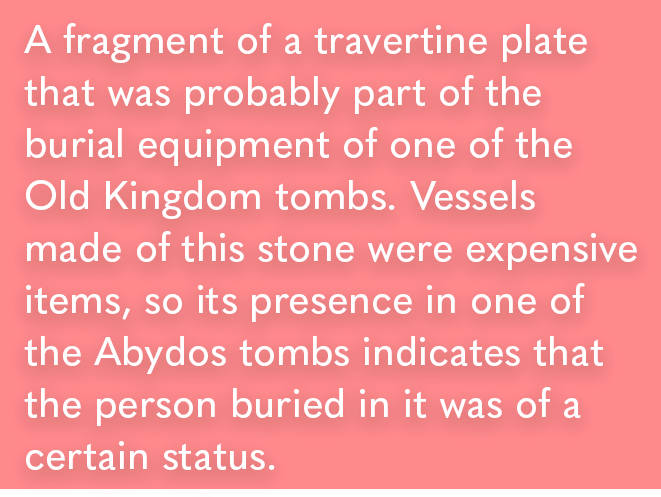 A fragment of a travertine plate
that was probably part of the
burial equipment of one of the
Old Kingdom tombs. Vessels
made of this stone were expensive
items, so its presence in one of
the Abydos tombs indicates that
the person buried in it was of a
certain status.